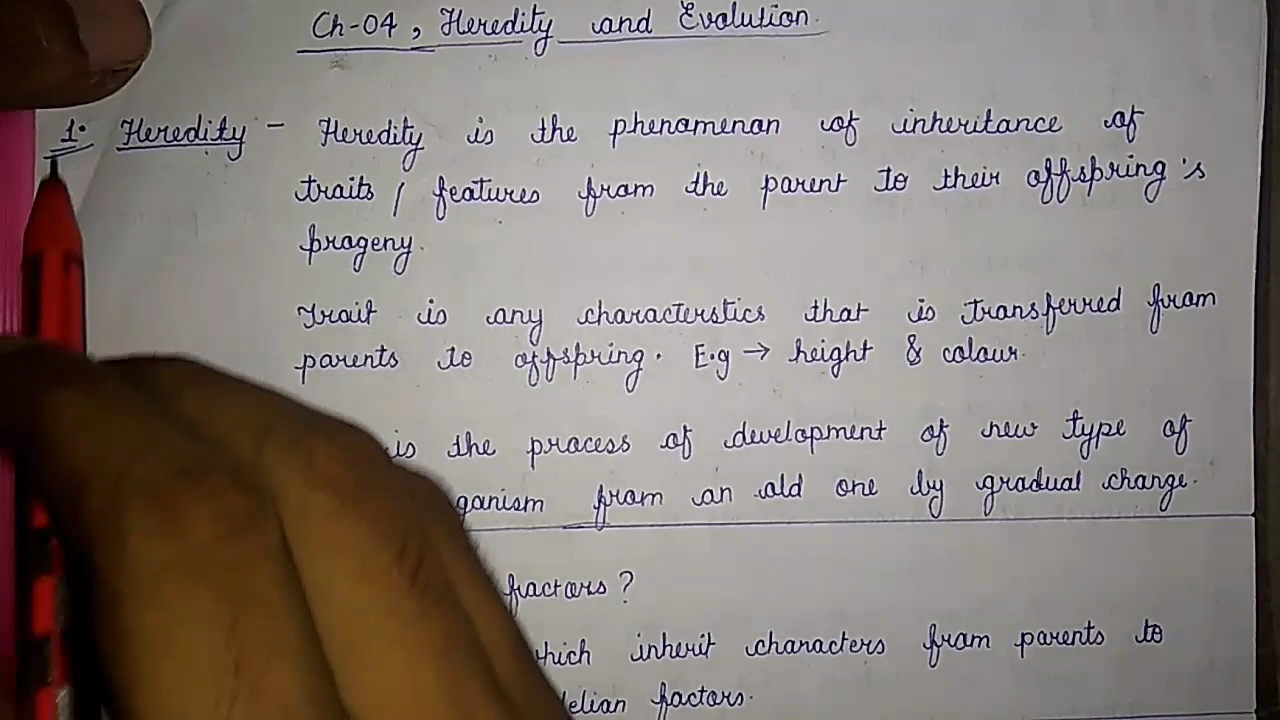 Ch-04, Heredity and Evolution.
1. Heredity - Heredity is the phenomenon of inheritance of
traits / features from the parent to their offspring's
progeny.
Trait is any characterstics that is transferred from
parents to offspring. E.g → height & colour.
is the process of development of new type of
ganism from an old one by gradual change.
factors?
which inherit characters from parents to
delian factors.